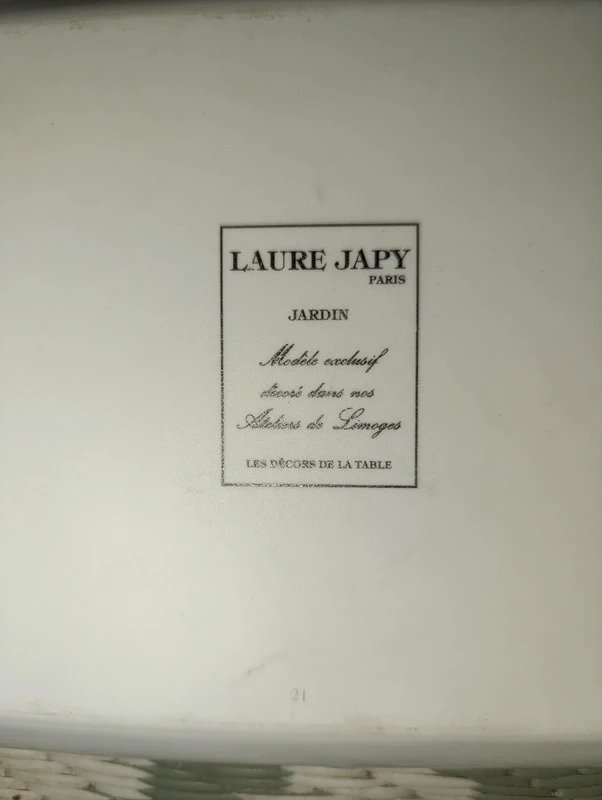 LAURE JAPY
PARIS
JARDIN
Modèle exclusif
décoré dans nos
Ateliers de Limoges
LES DÉCORS DE LA TABLE
21